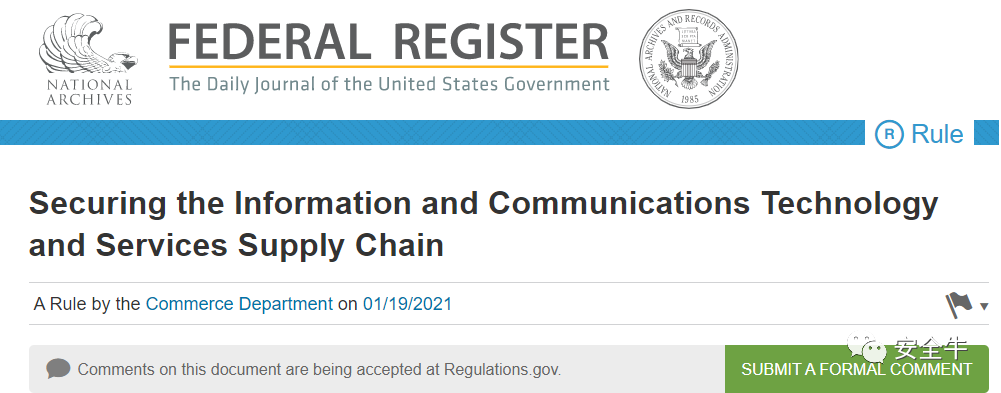 NATIONAL
ARCHIVES
FEDERAL REGISTER
The Daily Journal of the United States Government
NATIONAL ARCHIVES AND RECORDS ADMINISTRATION
1985
R Rule
Securing the Information and Communications Technology
and Services Supply Chain
A Rule by the Commerce Department on 01/19/2021
Comments on this document are being accepted at Regulations.gov.
SUBMIT A FORMAL COMMENT
安全牛